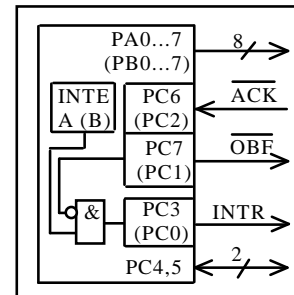 PA0...7 8
(PB0...7)
INTE PC6 ACK
A (B) (PC2)
PC7 OBF
(PC1)
& PC3 INTR
(PC0)
PC4,5 2